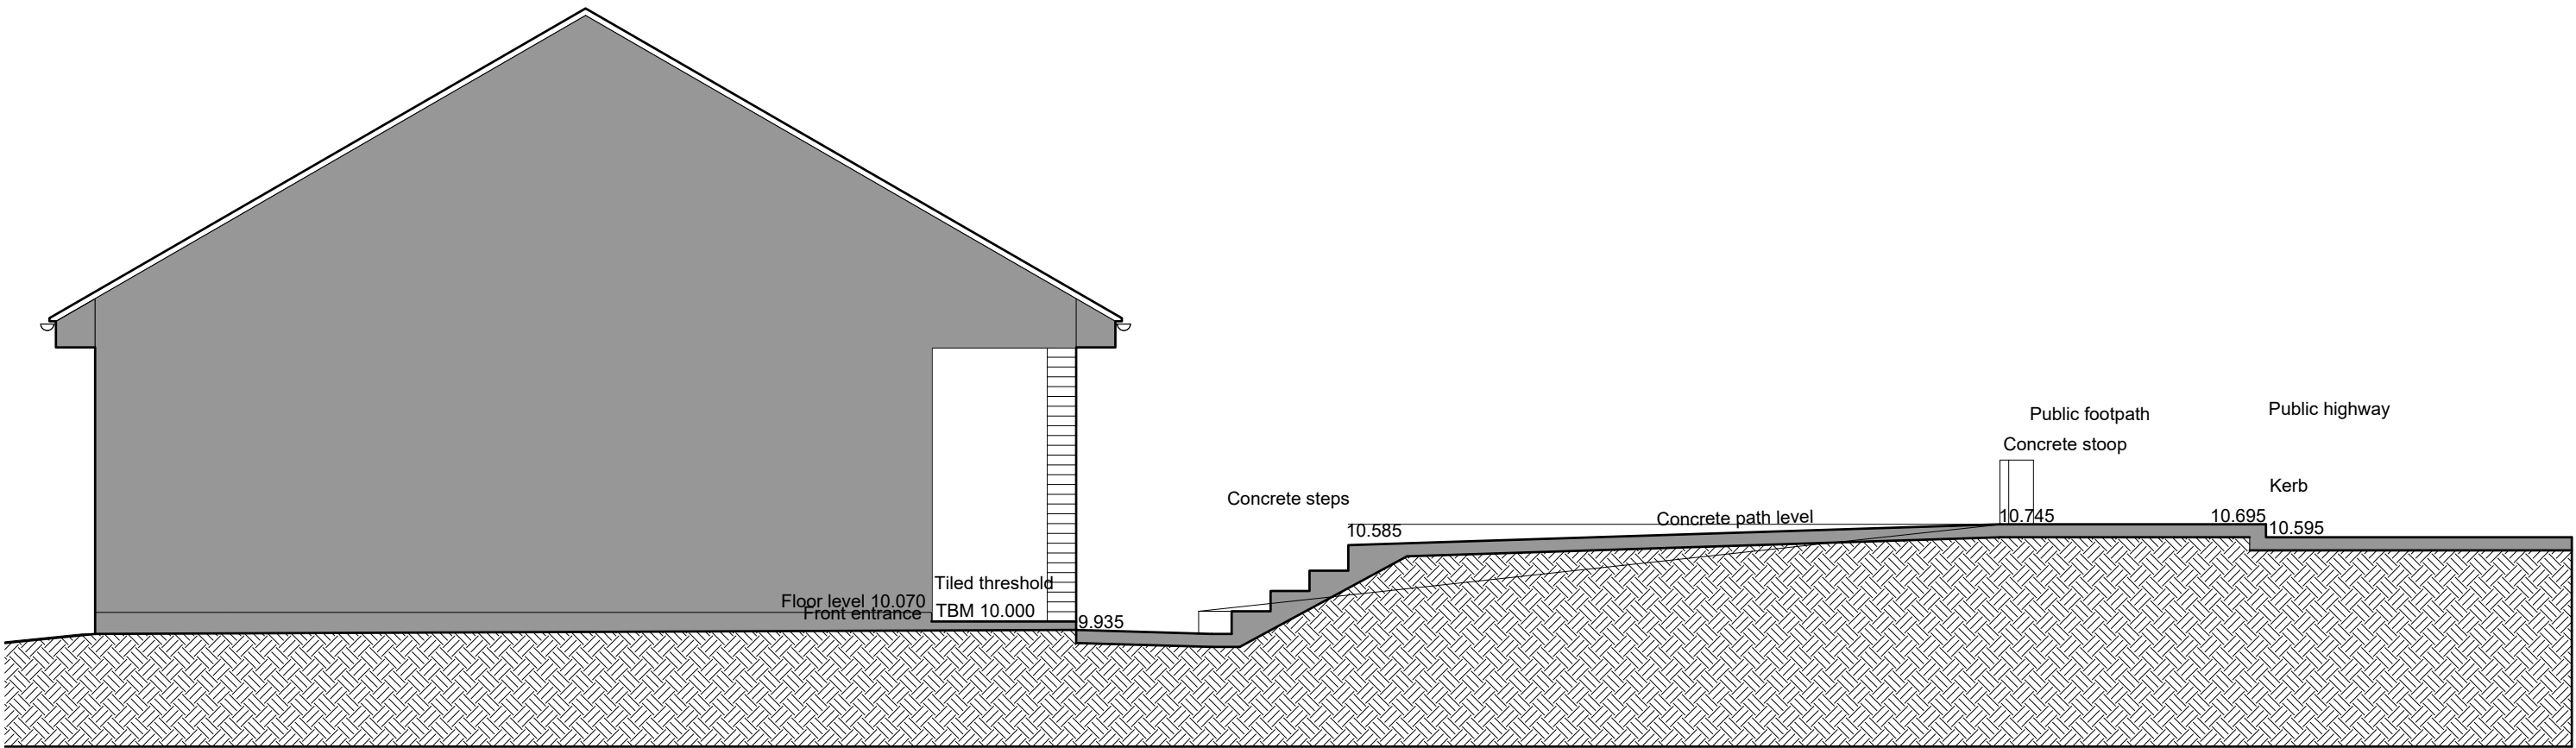 Public highway
Public footpath
Concrete stoop
Kerb
Concrete steps
10.745
10.695
Concrete path level
10.595
10.585
Tiled threshold
Floor level 10.070
TBM 10.000
Front entrance
9.935